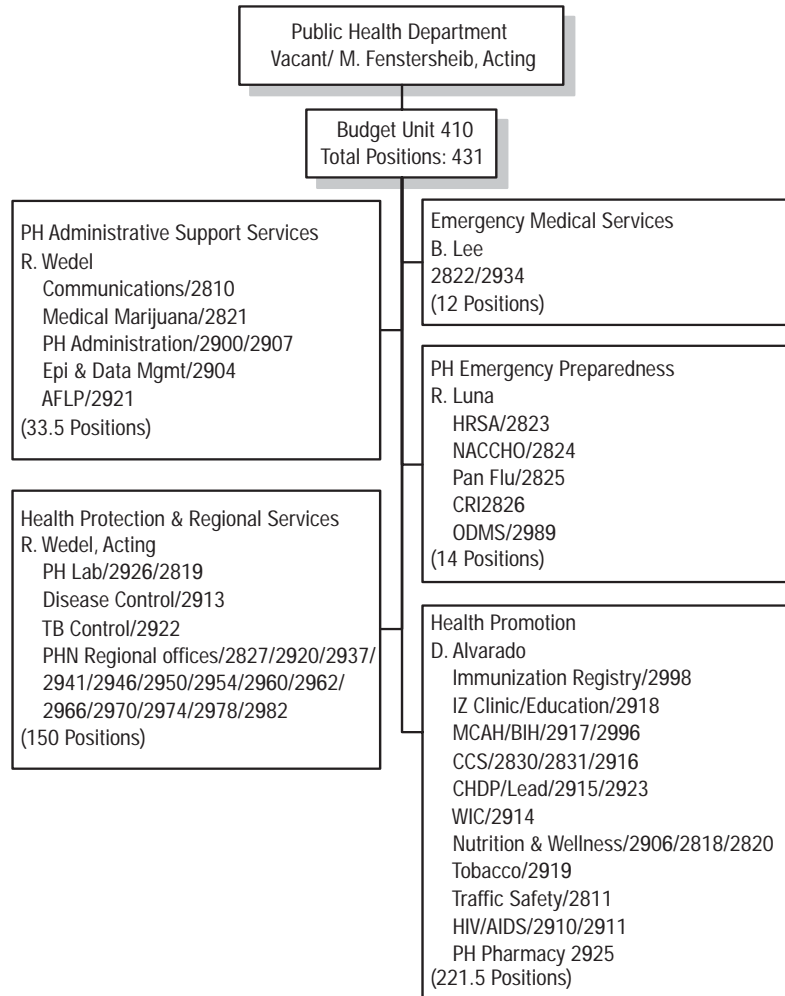 Public Health Department
Vacant/ M. Fenstersheib, Acting
Budget Unit 410
Total Positions: 431
PH Administrative Support Services
R. Wedel
Communications/2810
Medical Marijuana/2821
PH Administration/2900/2907
Epi & Data Mgmt/2904
AFLP/2921
(33.5 Positions)
Health Protection & Regional Services
R. Wedel, Acting
PH Lab/2926/2819
Disease Control/2913
TB Control/2922
PHN Regional offices/2827/2920/2937/
2941/2946/2950/2954/2960/2962/
2966/2970/2974/2978/2982
(150 Positions)
Emergency Medical Services
B. Lee
2822/2934
(12 Positions)
PH Emergency Preparedness
R. Luna
HRSA/2823
NACCHO/2824
Pan Flu/2825
CRI2826
ODMS/2989
(14 Positions)
Health Promotion
D. Alvarado
Immunization Registry/2998
IZ Clinic/Education/2918
MCAH/BIH/2917/2996
CCS/2830/2831/2916
CHDP/Lead/2915/2923
WIC/2914
Nutrition & Wellness/2906/2818/2820
Tobacco/2919
Traffic Safety/2811
HIV/AIDS/2910/2911
PH Pharmacy 2925
(221.5 Positions)